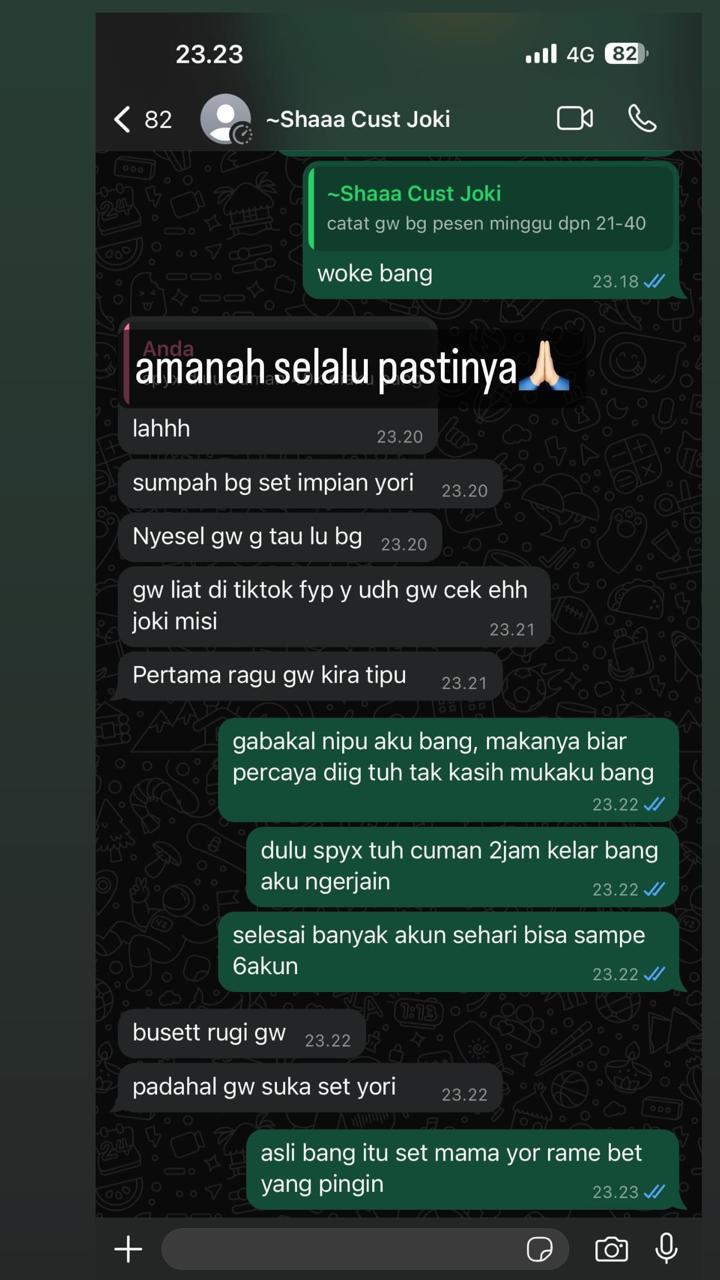 23.23
4G 82
82 ~Shaaa Cust Joki
~Shaaa Cust Joki
catat gw bg pesen minggu dpn 21-40
woke bang
23.18
Anda
amanah selalu pastinya🙏🏻
lahhh
23.20
sumpah bg set impian yori
23.20
Nyesel gw g tau lu bg
23.20
gw liat di tiktok fyp y udh gw cek ehh
joki misi
23.21
Pertama ragu gw kira tipu
23.21
gabakal nipu aku bang, makanya biar
percaya diig tuh tak kasih mukaku bang
23.22
dulu spyx tuh cuman 2jam kelar bang
aku ngerjain
23.22
selesai banyak akun sehari bisa sampe
6akun
23.22
busett rugi gw
23.22
padahal gw suka set yori
23.22
asli bang itu set mama yor rame bet
yang pingin
23.23